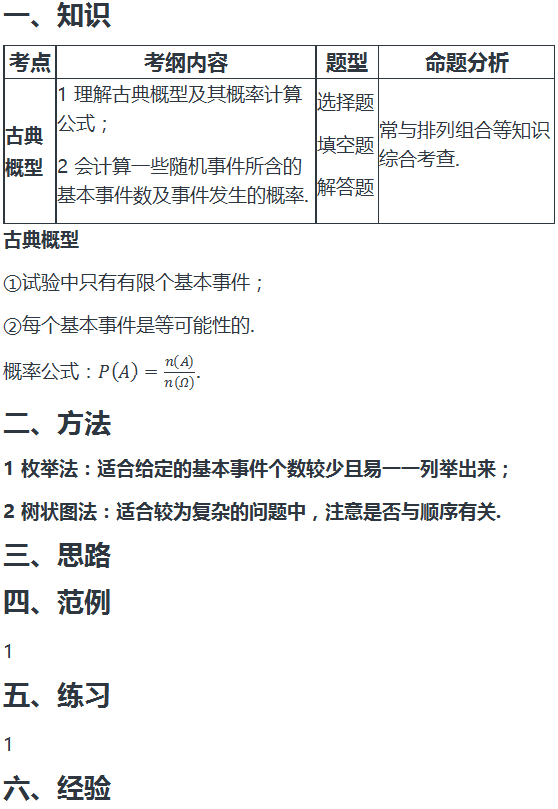 一、知识
考点 考纲内容 题型 命题分析
古典概型
1 理解古典概型及其概率计算
公式；
2 会计算一些随机事件所含的
基本事件数及事件发生的概率.
选择题
填空题
解答题
常与排列组合等知识
综合考查.
古典概型
①试验中只有有限个基本事件；
②每个基本事件是等可能性的.
概率公式：P(A) = n(A)/n(Ω).
二、方法
1 枚举法：适合给定的基本事件个数较少且易一一列举出来；
2 树状图法：适合较为复杂的问题中，注意是否与顺序有关.
三、思路
四、范例
1
五、练习
1
六、经验